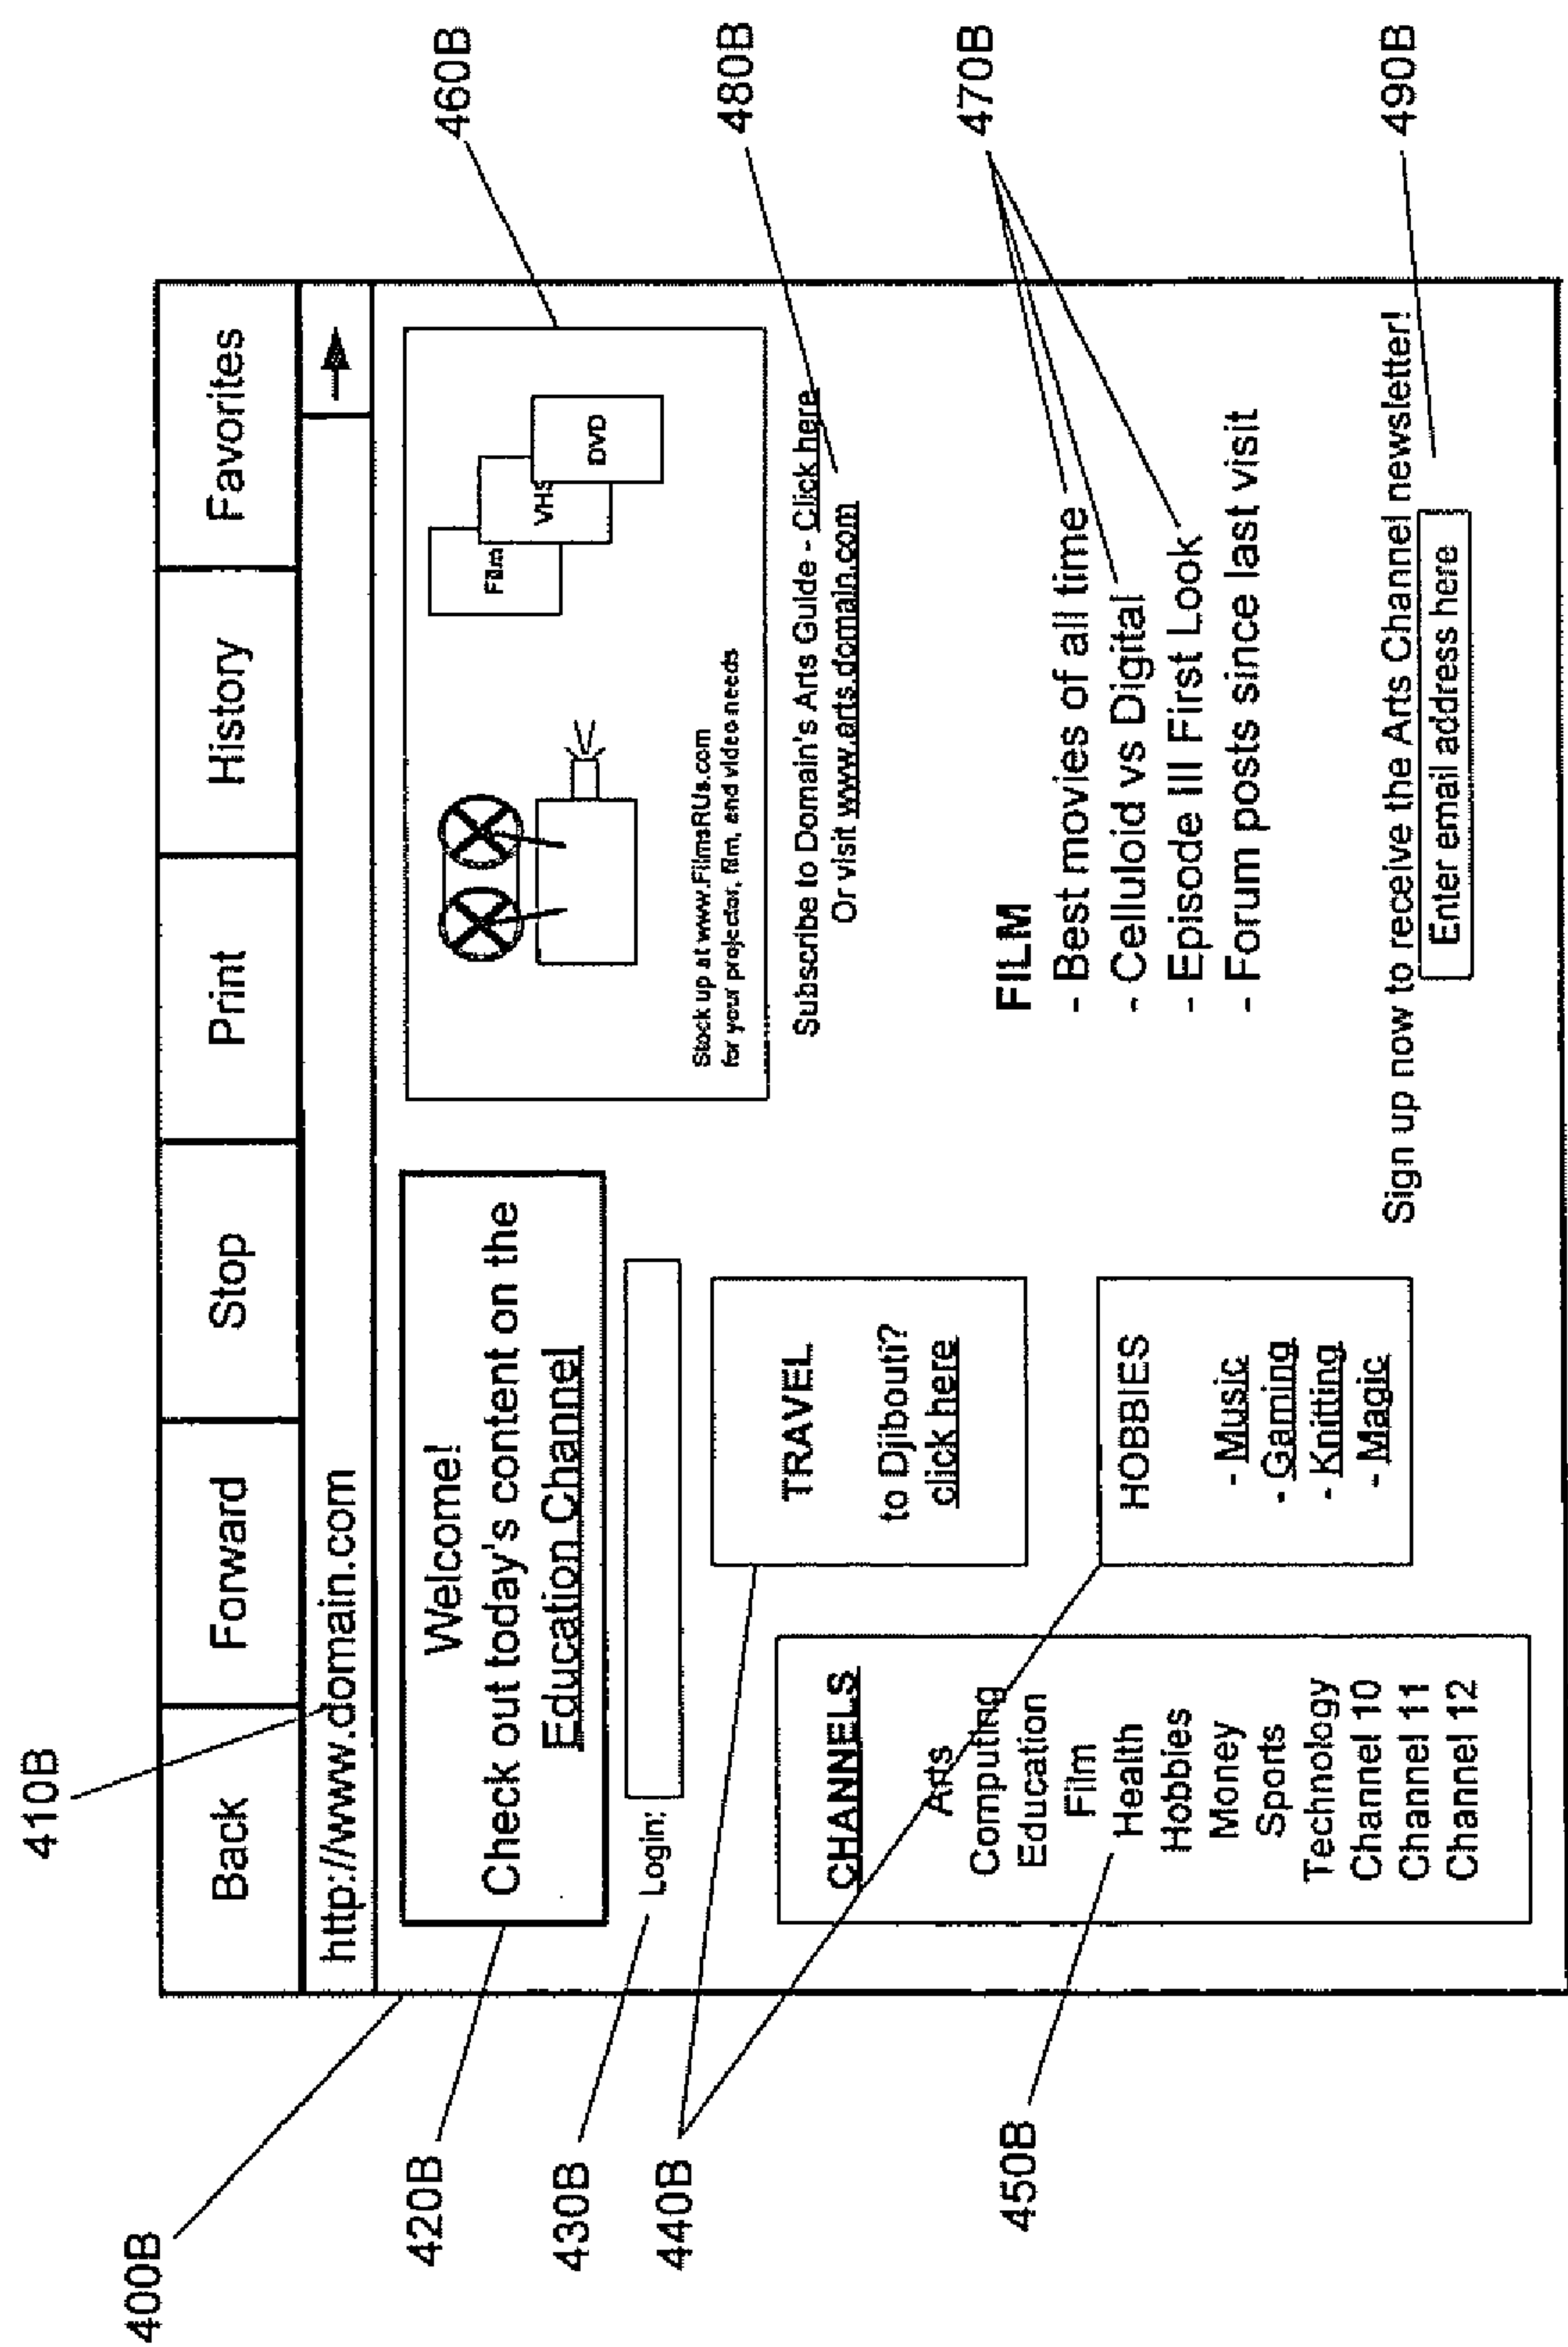 410B
400B
Back Forward Stop Print History Favorites
http://www.domain.com
420B
Welcome!
Check out today's content on the
Education Channel
430B
Login:
440B
TRAVEL
to Djibouti?
click here
HOBBIES
- Music
- Gaming
- Knitting
- Magic
450B
CHANNELS
Arts
Computing
Education
Film
Health
Hobbies
Money
Sports
Technology
Channel 10
Channel 11
Channel 12
460B
Film
VHS
DVD
Stock up at www.FilmsRUs.com
for your projector, film, and video needs
480B
Subscribe to Domain's Arts Guide - Click here
Or visit www.arts.domain.com
470B
FILM
- Best movies of all time
- Celluloid vs Digital
- Episode III First Look
- Forum posts since last visit
490B
Sign up now to receive the Arts Channel newsletter!
Enter email address here